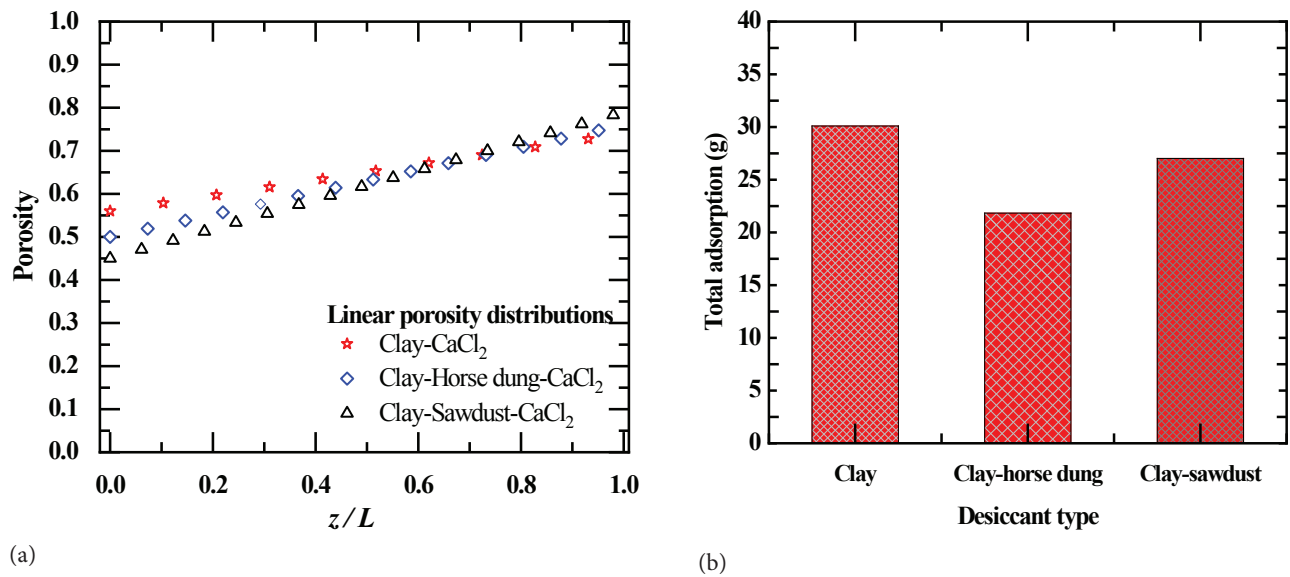 1.0
0.9
0.8
0.7
0.6
0.5
0.4
0.3
0.2
0.1
0.0
Porosity
Linear porosity distributions
Clay-CaCl₂
Clay-Horse dung-CaCl₂
Clay-Sawdust-CaCl₂
0.0 0.2 0.4 0.6 0.8 1.0
z / L
(a)
40
35
30
25
20
15
10
5
0
Total adsorption (g)
Clay Clay-horse dung Clay-sawdust
Desiccant type
(b)